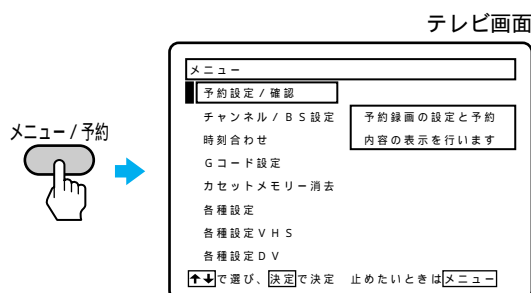 テレビ画面
メニュー / 予約
メニュー
予約設定 / 確認
チャンネル / BS設定
時刻合わせ
Gコード設定
カセットメモリー消去
各種設定
各種設定VHS
各種設定DV
予約録画の設定と予約
内容の表示を行います
↑↓で選び、決定で決定 止めたいときはメニュー